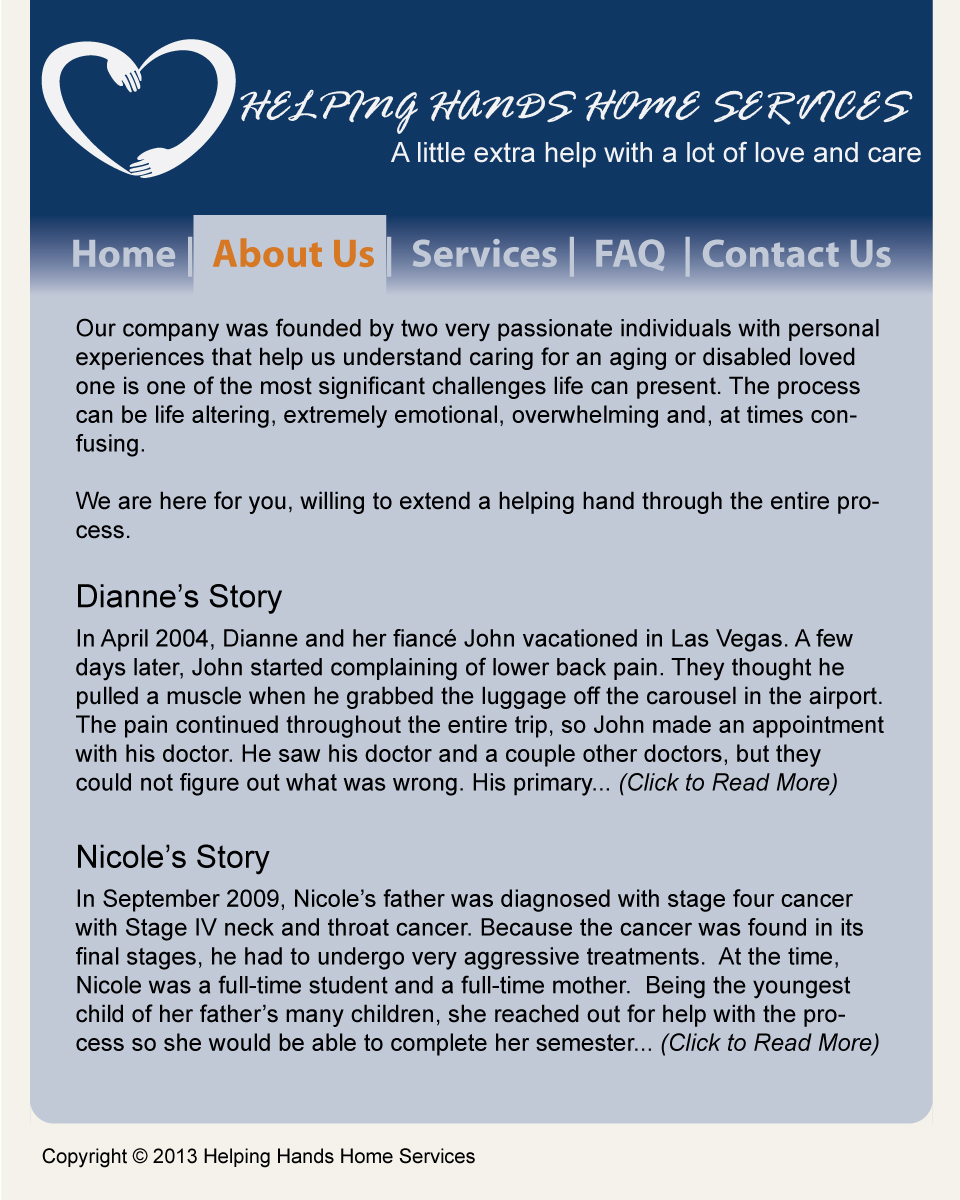 HELPING HANDS HOME SERVICES
A little extra help with a lot of love and care
Home | About Us | Services | FAQ | Contact Us
Our company was founded by two very passionate individuals with personal
experiences that help us understand caring for an aging or disabled loved
one is one of the most significant challenges life can present. The process
can be life altering, extremely emotional, overwhelming and, at times con-
fusing.
We are here for you, willing to extend a helping hand through the entire pro-
cess.
Dianne’s Story
In April 2004, Dianne and her fiancé John vacationed in Las Vegas. A few
days later, John started complaining of lower back pain. They thought he
pulled a muscle when he grabbed the luggage off the carousel in the airport.
The pain continued throughout the entire trip, so John made an appointment
with his doctor. He saw his doctor and a couple other doctors, but they
could not figure out what was wrong. His primary... (Click to Read More)
Nicole’s Story
In September 2009, Nicole’s father was diagnosed with stage four cancer
with Stage IV neck and throat cancer. Because the cancer was found in its
final stages, he had to undergo very aggressive treatments.  At the time,
Nicole was a full-time student and a full-time mother.  Being the youngest
child of her father’s many children, she reached out for help with the pro-
cess so she would be able to complete her semester... (Click to Read More)
Copyright © 2013 Helping Hands Home Services